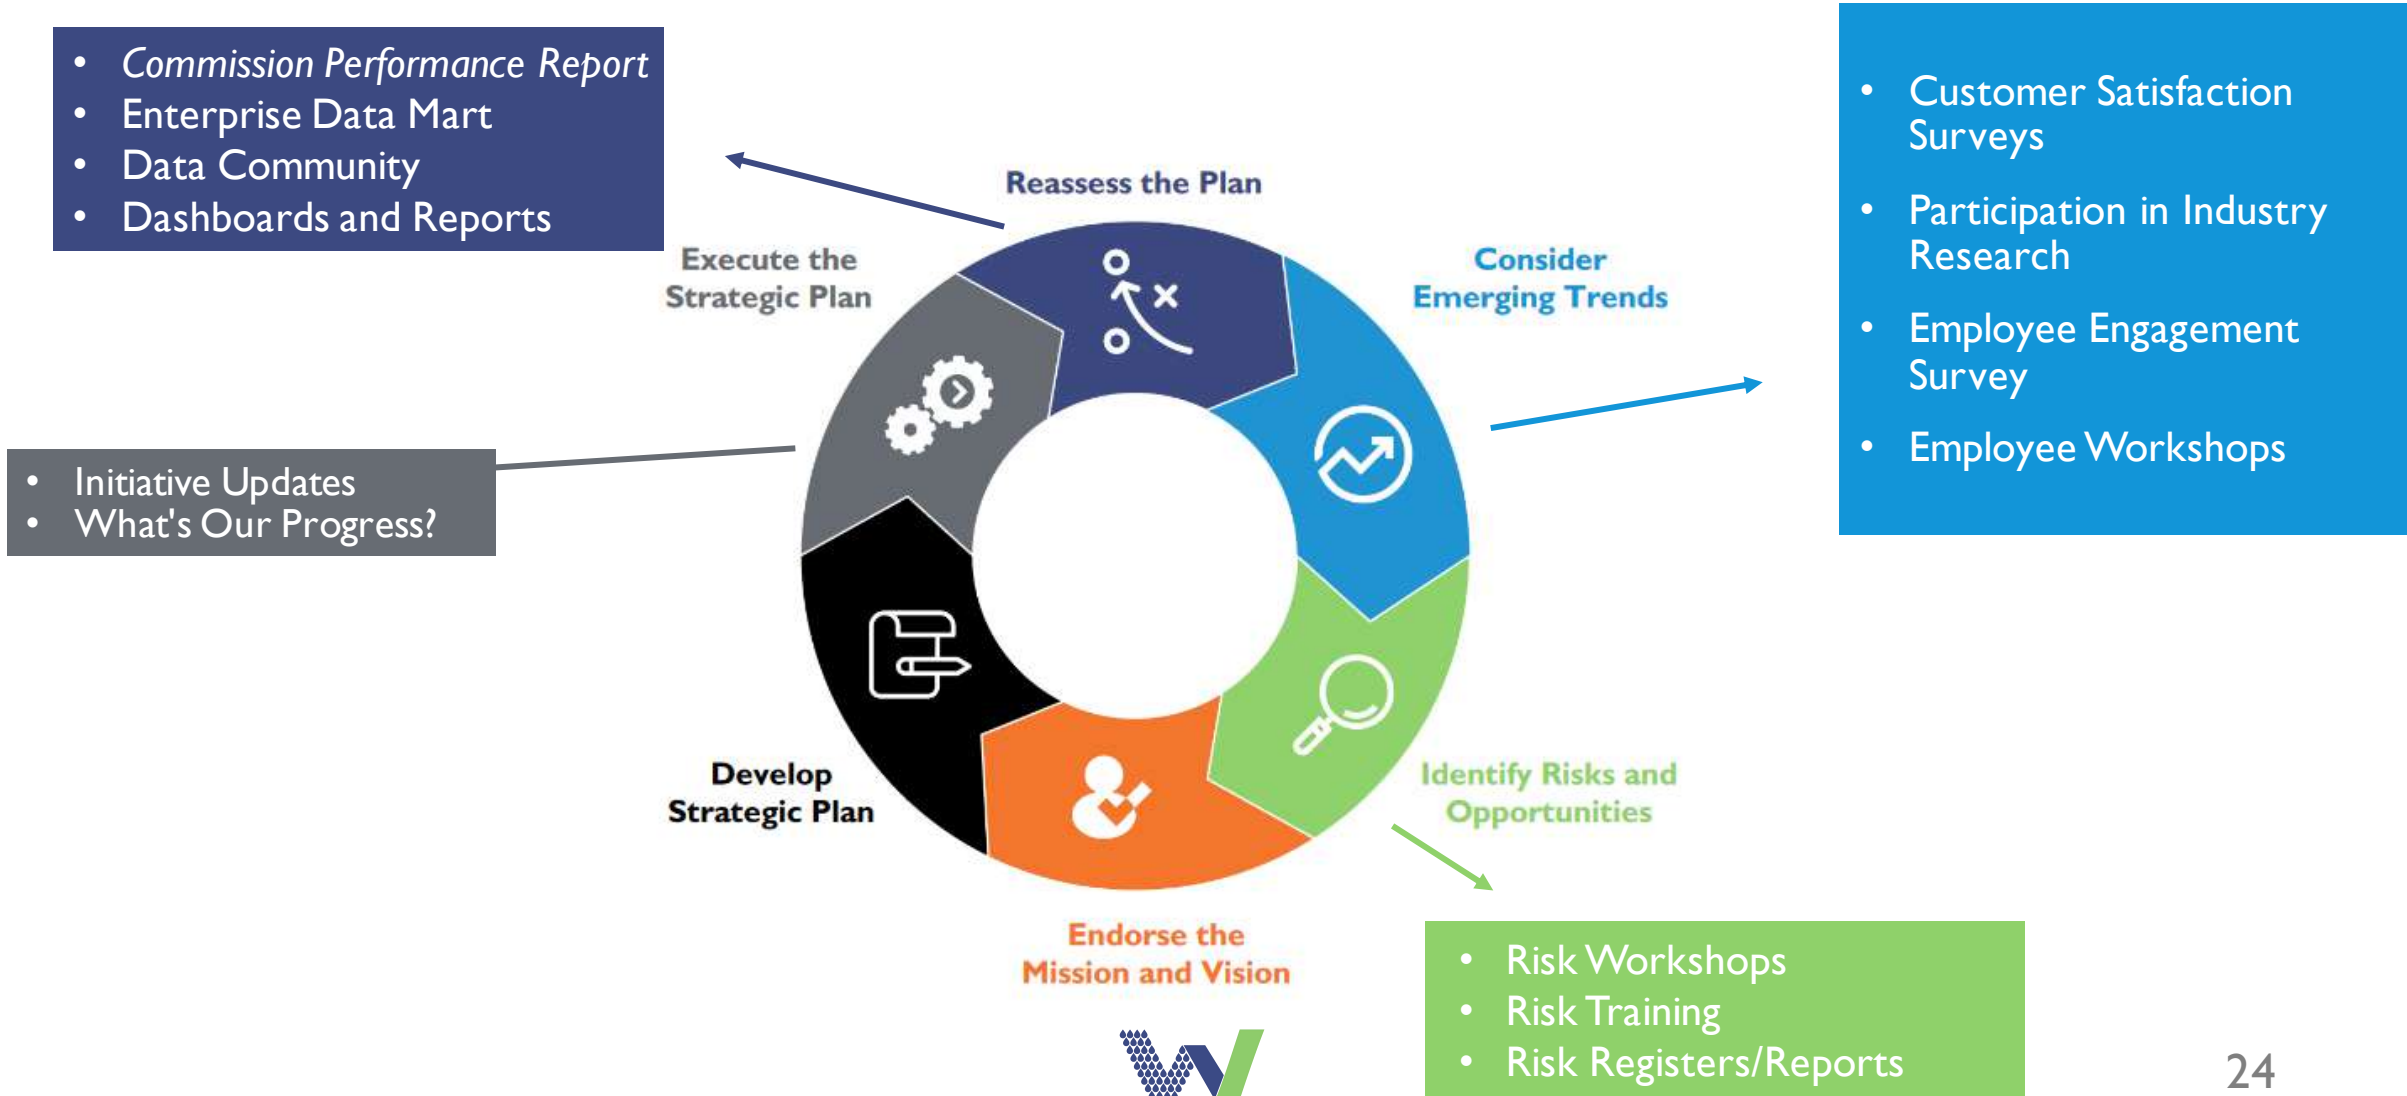 • Commission Performance Report
• Enterprise Data Mart
• Data Community
• Dashboards and Reports
Reassess the Plan
Execute the
Strategic Plan
Consider
Emerging Trends
• Customer Satisfaction
Surveys
• Participation in Industry
Research
• Employee Engagement
Survey
• Employee Workshops
• Initiative Updates
• What's Our Progress?
Develop
Strategic Plan
Identify Risks and
Opportunities
Endorse the
Mission and Vision
• Risk Workshops
• Risk Training
• Risk Registers/Reports
24